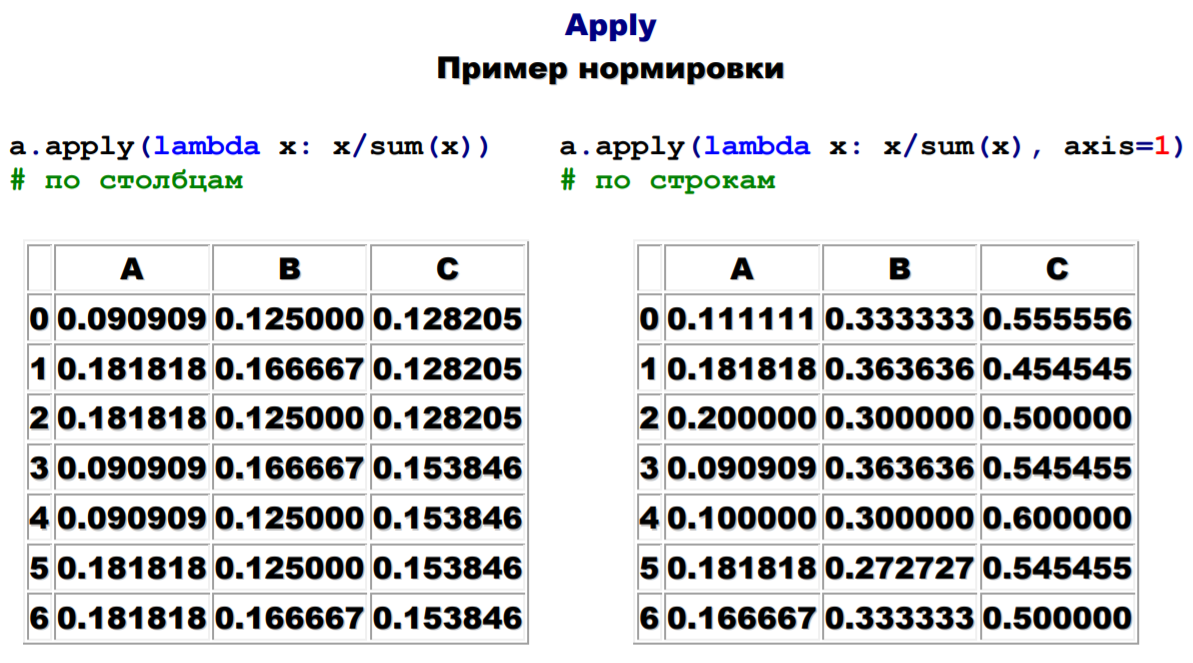 Apply
Пример нормировки
a.apply(lambda x: x/sum(x))
# по столбцам
a.apply(lambda x: x/sum(x), axis=1)
# по строкам
A B C
0 0.090909 0.125000 0.128205
1 0.181818 0.166667 0.128205
2 0.181818 0.125000 0.128205
3 0.090909 0.166667 0.153846
4 0.090909 0.125000 0.153846
5 0.181818 0.125000 0.153846
6 0.181818 0.166667 0.153846
A B C
0 0.111111 0.333333 0.555556
1 0.181818 0.363636 0.454545
2 0.200000 0.300000 0.500000
3 0.090909 0.363636 0.545455
4 0.100000 0.300000 0.600000
5 0.181818 0.272727 0.545455
6 0.166667 0.333333 0.500000